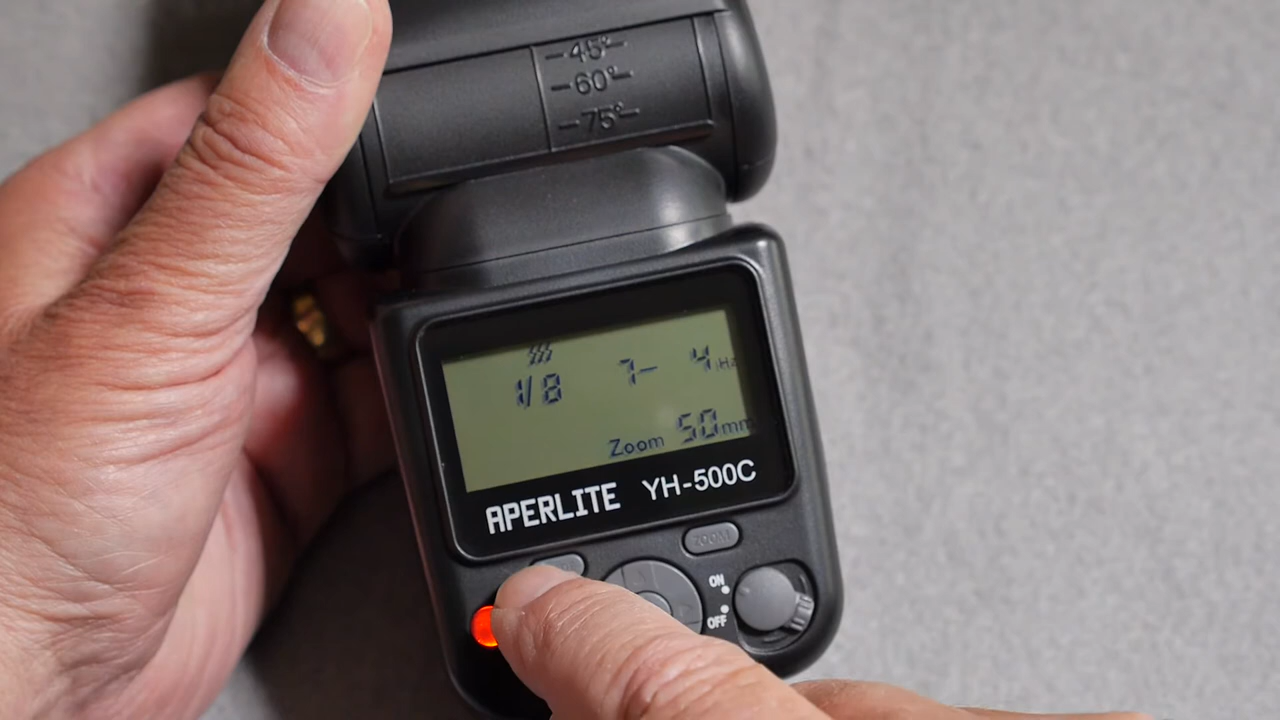 -45°-
-60°-
-75°-
1/8 7- 4 Hz
Zoom 50mm
APERLITE YH-500C
ZOOM
ON
OFF